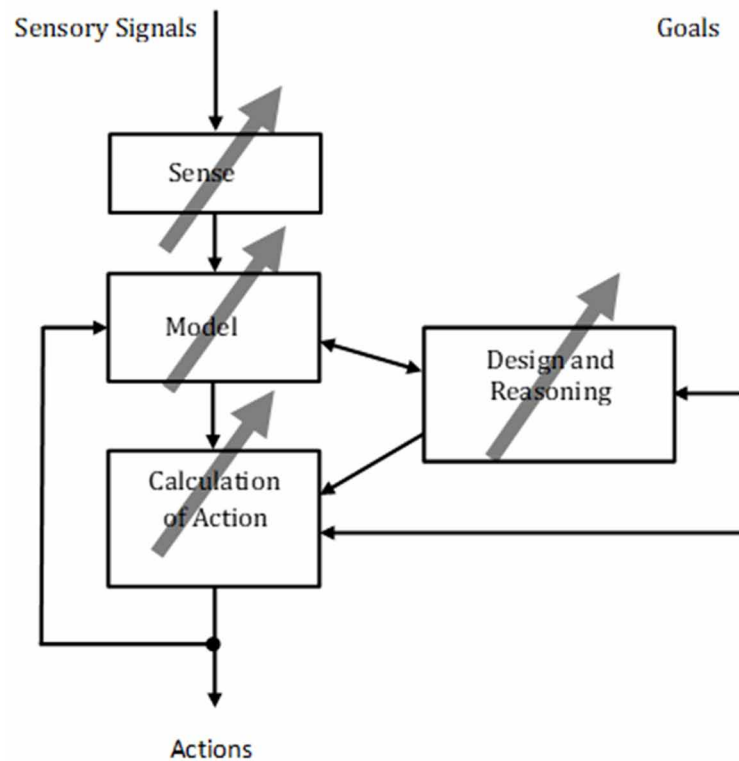 Sensory Signals
Goals
Sense
Model
Design and
Reasoning
Calculation
of Action
Actions